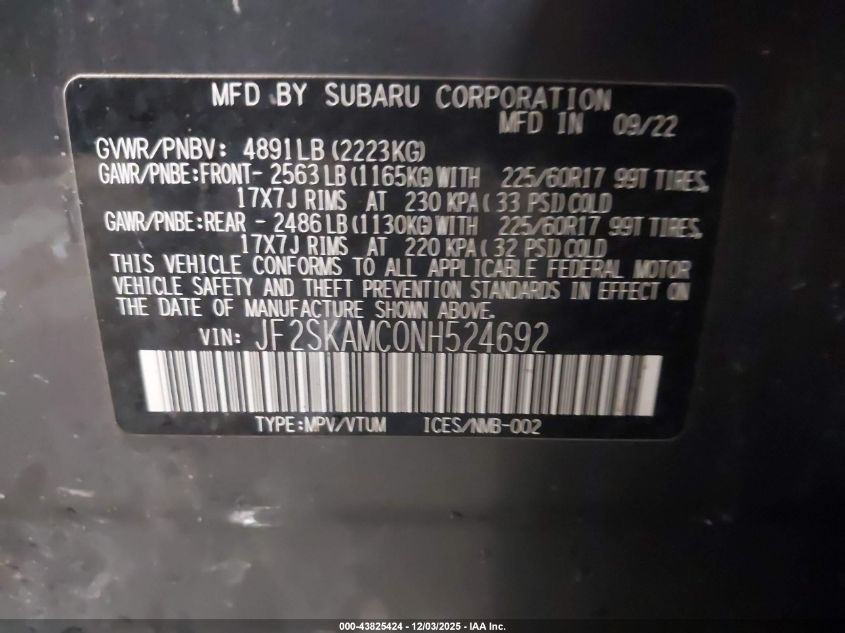 MFD BY SUBARU CORPORATION
MFD IN 09/22
GVWR/PNBV: 4891LB (2223KG)
GAWR/PNBE:FRONT- 2563LB(1165KG)WITH 225/60R17 99T TIRES,
17X7J RIMS AT 230 KPA( 33 PSI)COLD
GAWR/PNBE:REAR - 2486LB(1130KG)WITH 225/60R17 99T TIRES,
17X7J RIMS AT 220 KPA( 32 PSI)COLD
THIS VEHICLE CONFORMS TO ALL APPLICABLE FEDERAL MOTOR
VEHICLE SAFETY AND THEFT PREVENTION STANDARDS IN EFFECT ON
THE DATE OF MANUFACTURE SHOWN ABOVE.
VIN: JF2SKAMC0NH524692
TYPE:MPV/VTUM ICES/NMB-002
000-43825424 - 12/03/2025 - IAA Inc.